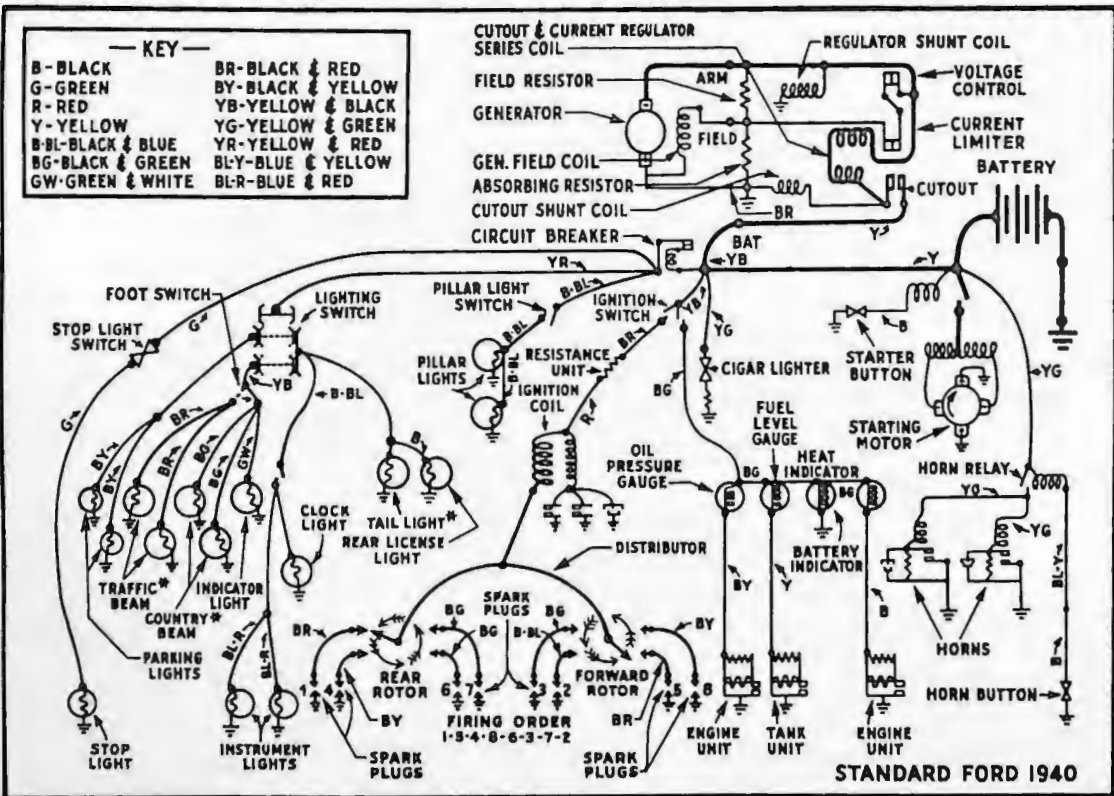 — KEY —
B-BLACK
G-GREEN
R-RED
Y-YELLOW
B-BL-BLACK & BLUE
BG-BLACK & GREEN
GW-GREEN & WHITE
BR-BLACK & RED
BY-BLACK & YELLOW
YB-YELLOW & BLACK
YG-YELLOW & GREEN
YR-YELLOW & RED
BL-Y-BLUE & YELLOW
BL-R-BLUE & RED
CUTOUT & CURRENT REGULATOR
SERIES COIL
FIELD RESISTOR
GENERATOR
GEN. FIELD COIL
ABSORBING RESISTOR
CUTOUT SHUNT COIL
CIRCUIT BREAKER
ARM
FIELD
BR
BAT
REGULATOR SHUNT COIL
VOLTAGE
CONTROL
CURRENT
LIMITER
BATTERY
CUTOUT
Y
YB
Y
YR
B-BL
FOOT SWITCH
LIGHTING
SWITCH
STOP LIGHT
SWITCH
G
PILLAR LIGHT
SWITCH
IGNITION
SWITCH
YB
B-BL
BR
YG
PILLAR
LIGHTS
B-BL
RESISTANCE
UNIT
IGNITION
COIL
R
BG
CIGAR LIGHTER
B
STARTER
BUTTON
YG
STARTING
MOTOR
YB
B-BL
G
BY
BY
BR
BR
BG
BG
GW
BY
TAIL LIGHT*
REAR LICENSE
LIGHT
CLOCK
LIGHT
OIL
PRESSURE
GAUGE
FUEL
LEVEL
GAUGE
HEAT
INDICATOR
BG
BG
BATTERY
INDICATOR
HORN RELAY
YG
YG
BL-Y
HORNS
B
HORN BUTTON
TRAFFIC*
BEAM
COUNTRY*
BEAM
INDICATOR
LIGHT
PARKING
LIGHTS
BL-R
BL-R
STOP
LIGHT
INSTRUMENT
LIGHTS
DISTRIBUTOR
SPARK
PLUGS
BR
BG
BG
B-BL
BG
BY
REAR
ROTOR
FORWARD
ROTOR
1 4 6 7 3 2 5 8
BY
BR
FIRING ORDER
1-5-4-8-6-3-7-2
SPARK
PLUGS
SPARK
PLUGS
BY
Y
B
ENGINE
UNIT
TANK
UNIT
ENGINE
UNIT
STANDARD FORD 1940